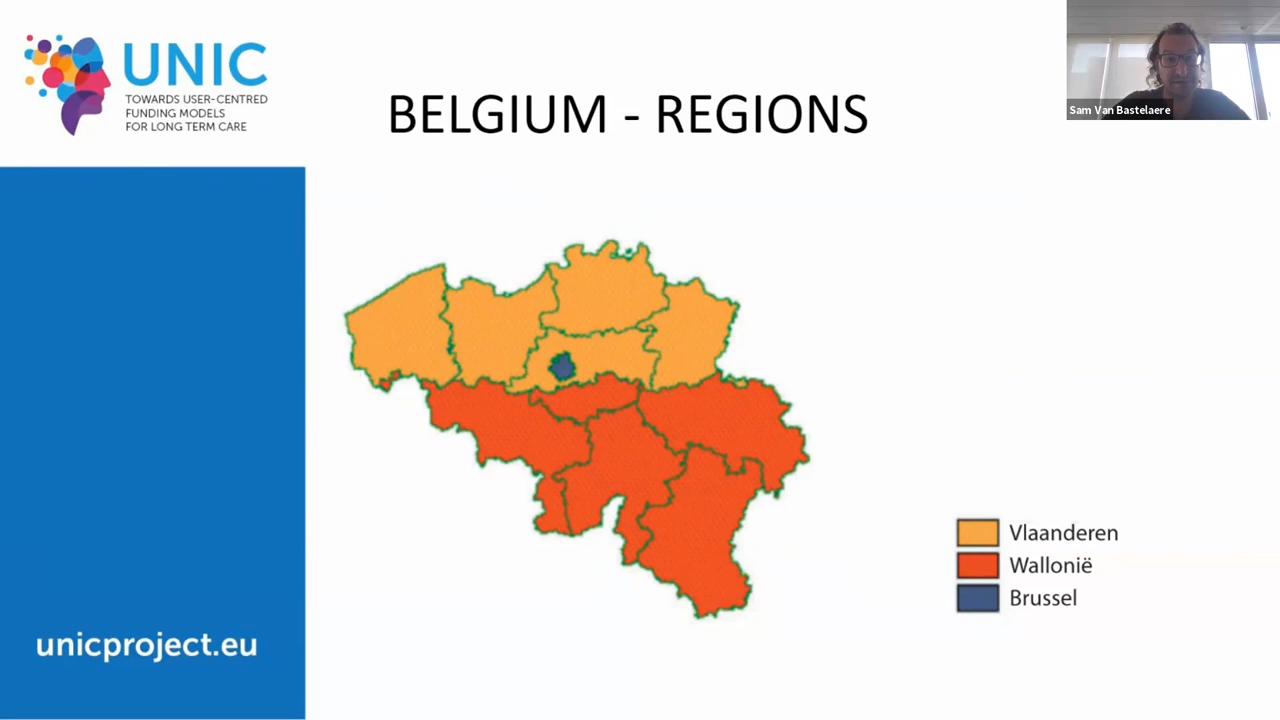 UNIC
TOWARDS USER-CENTRED
FUNDING MODELS
FOR LONG TERM CARE
BELGIUM - REGIONS
Sam Van Bastelaere
Vlaanderen
Wallonië
Brussel
unicproject.eu